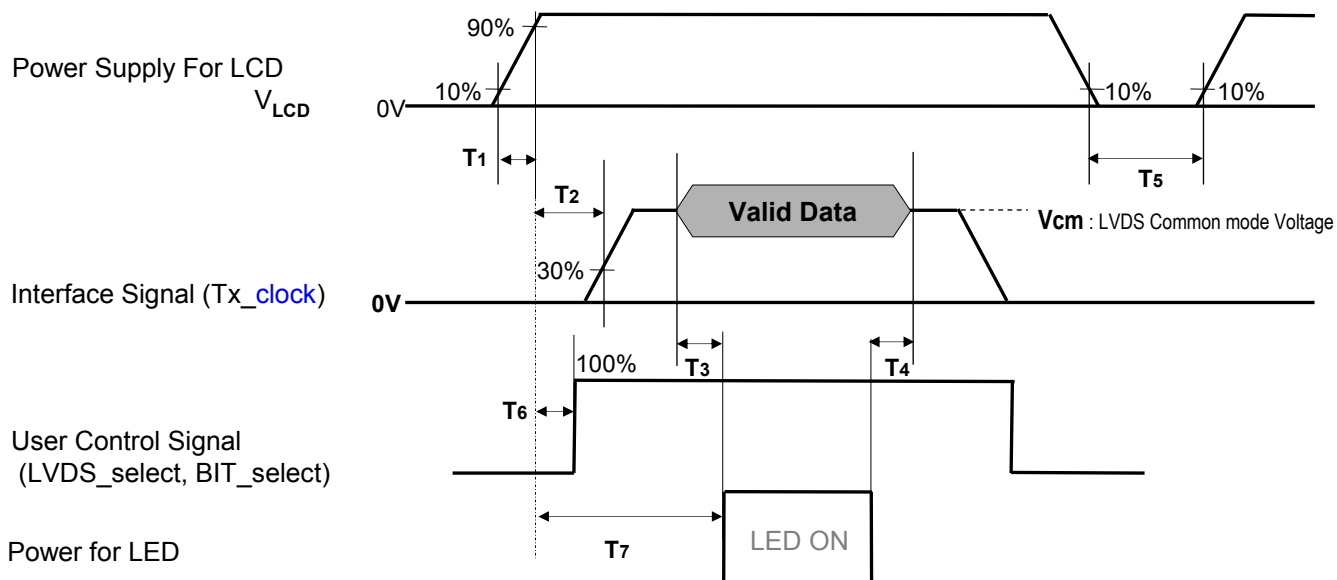 90%
Power Supply For LCD
VLCD
10%
0V
10%
10%
T1
T2
T5
Valid Data
Vcm : LVDS Common mode Voltage
30%
Interface Signal (Tx_clock)
0V
100%
T3
T4
T6
User Control Signal
(LVDS_select, BIT_select)
T7
LED ON
Power for LED